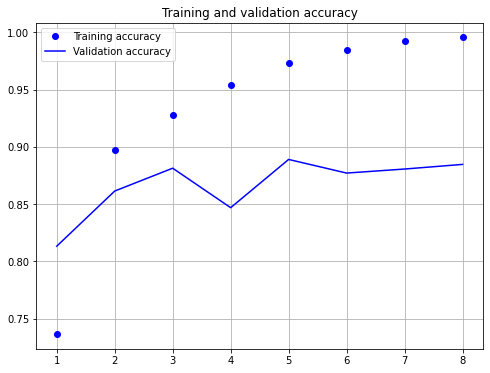 Training and validation accuracy
1.00
Training accuracy
Validation accuracy
0.95
0.90
0.85
0.80
0.75
1 2 3 4 5 6 7 8